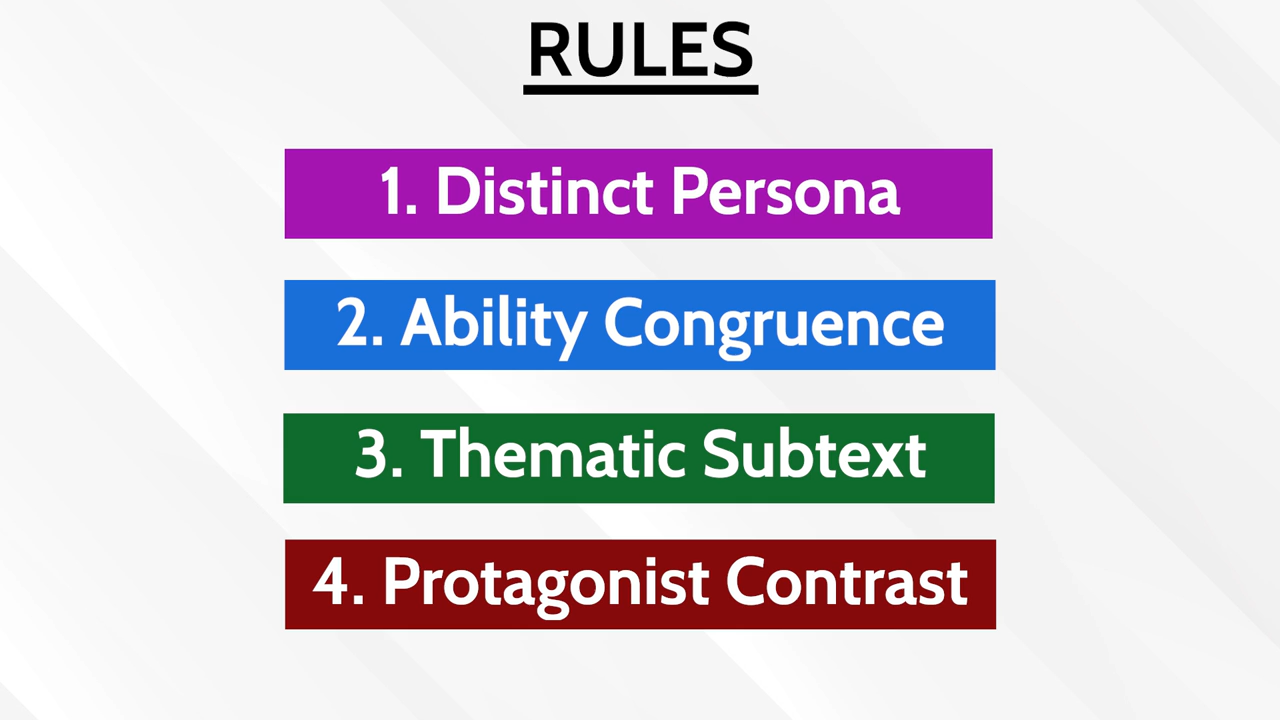 RULES
1. Distinct Persona
2. Ability Congruence
3. Thematic Subtext
4. Protagonist Contrast